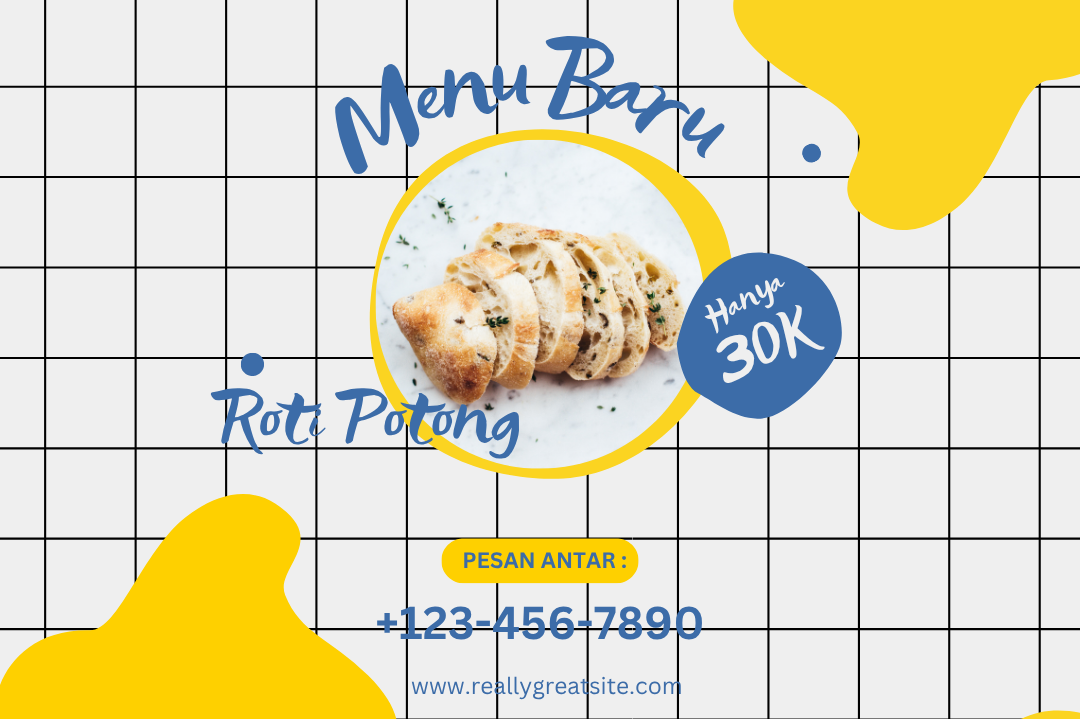 Menu Baru
Hanya
30K
Roti Potong
PESAN ANTAR :
+123-456-7890
www.reallygreatsite.com